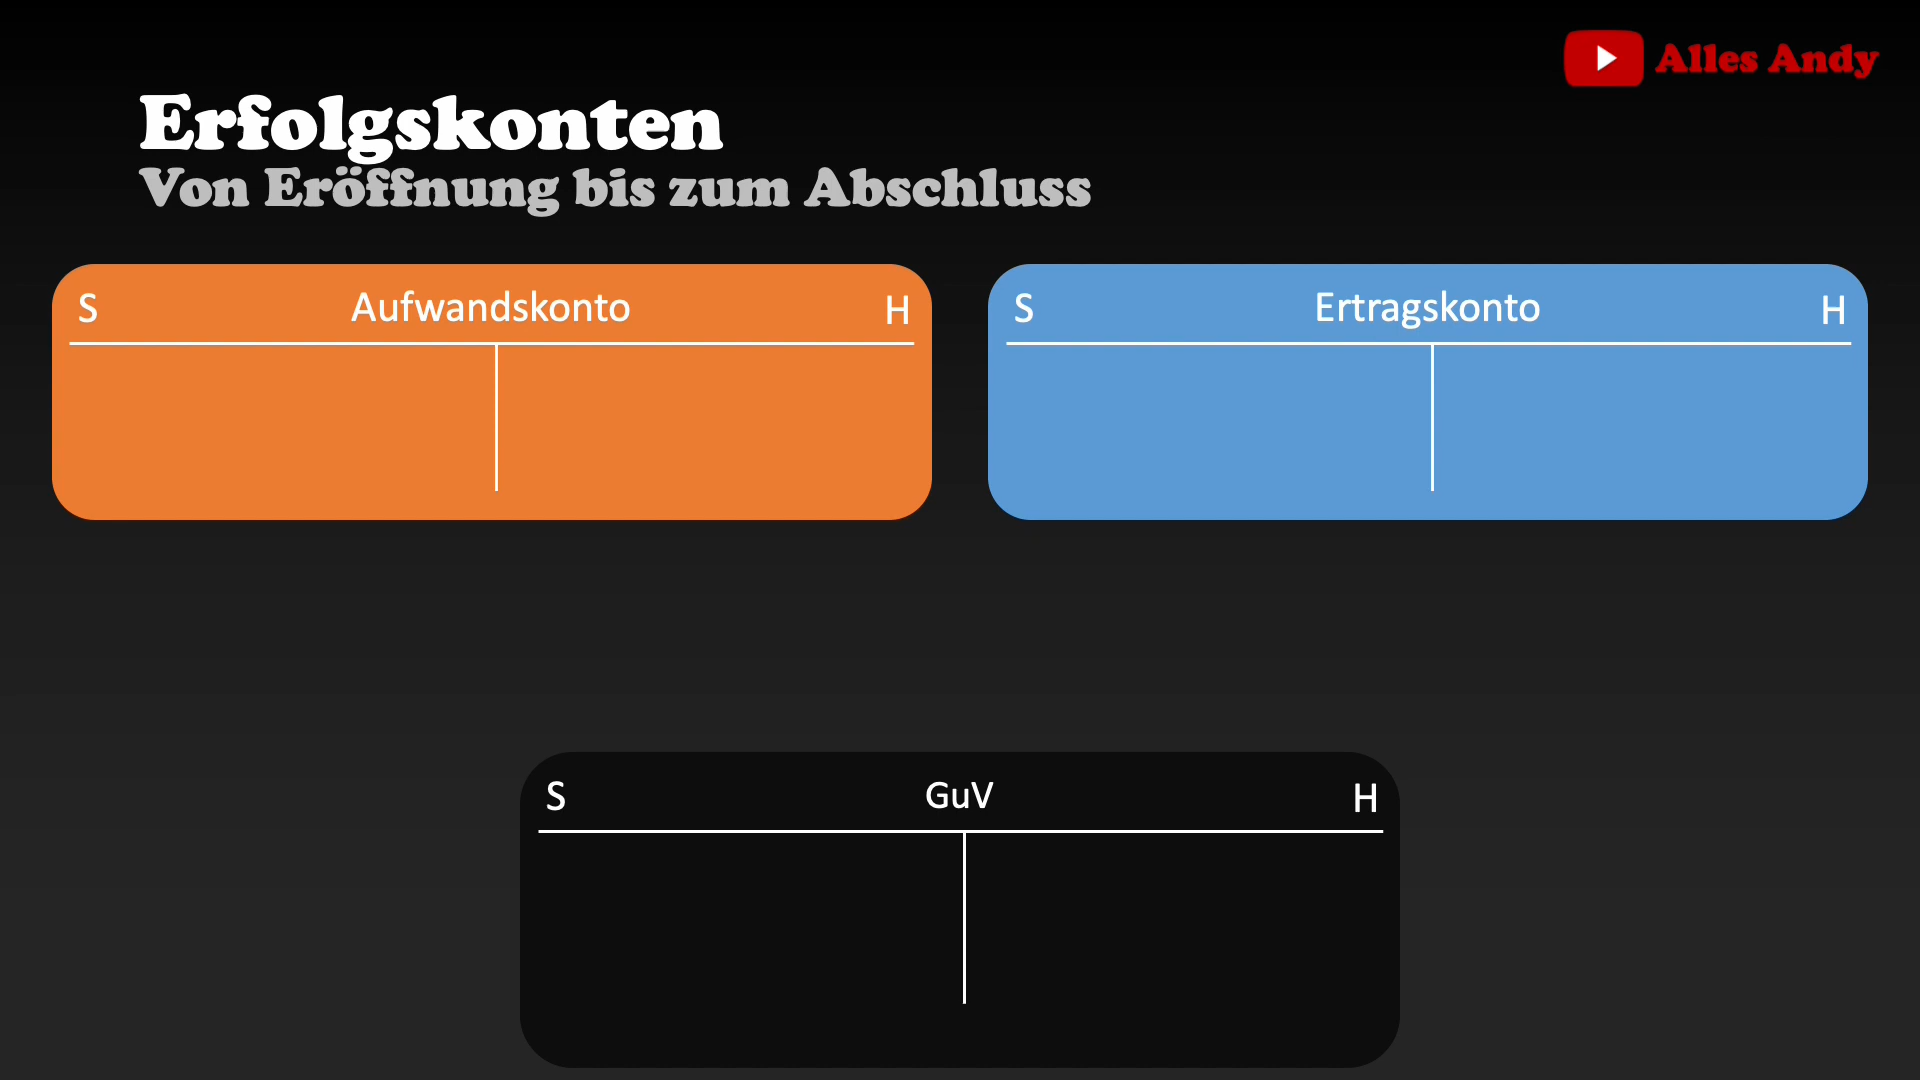 Alles Andy
Erfolgskonten
Von Eröffnung bis zum Abschluss
S Aufwandskonto H
S Ertragskonto H
S GuV H